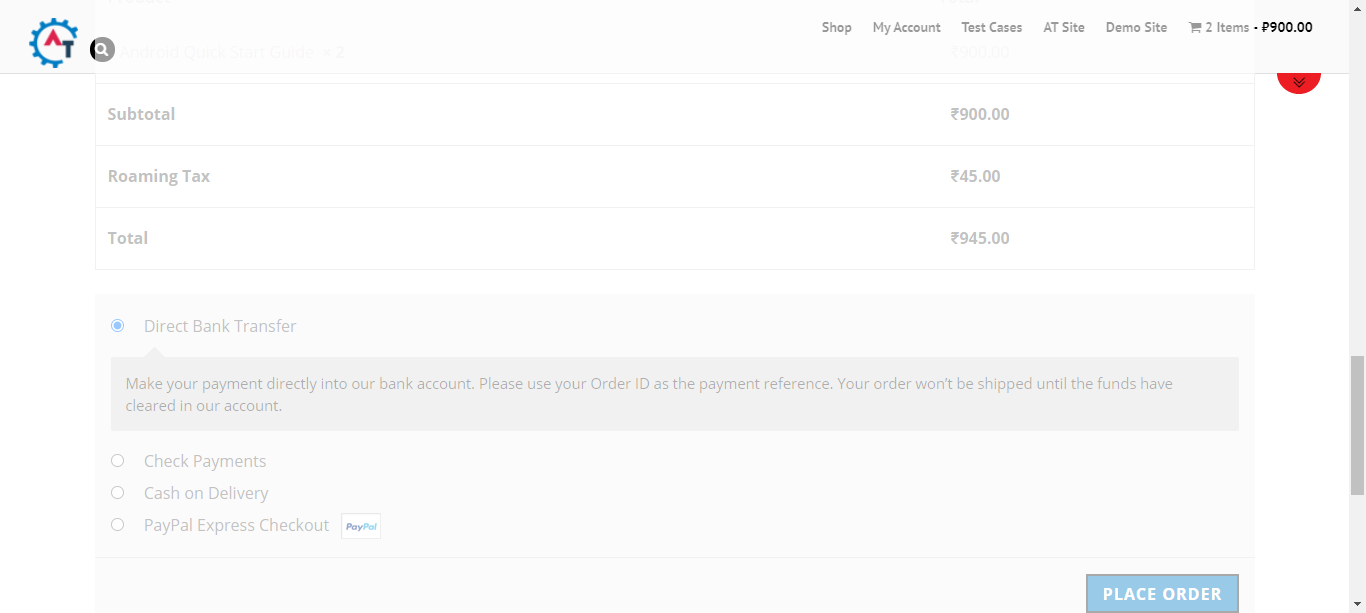 Product Total
Shop My Account Test Cases AT Site Demo Site 2 Items - ₽900.00
AT
Android Quick Start Guide × 2 ₹900.00
Subtotal ₹900.00
Roaming Tax ₹45.00
Total ₹945.00
Direct Bank Transfer
Make your payment directly into our bank account. Please use your Order ID as the payment reference. Your order won’t be shipped until the funds have
cleared in our account.
Check Payments
Cash on Delivery
PayPal Express Checkout PayPal
PLACE ORDER